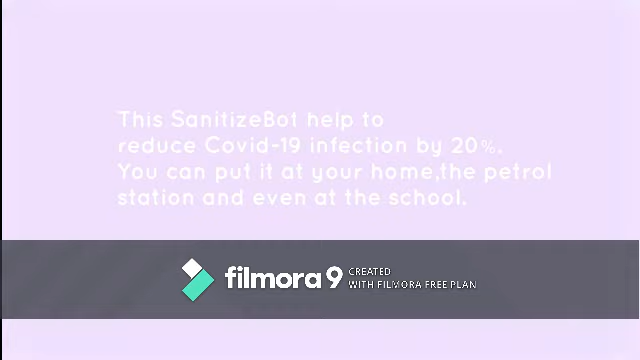 This SanitizeBot help to
reduce Covid-19 infection by 20%.
You can put it at your home,the petrol
station and even at the school.
filmora 9 CREATED
WITH FILMORA FREE PLAN